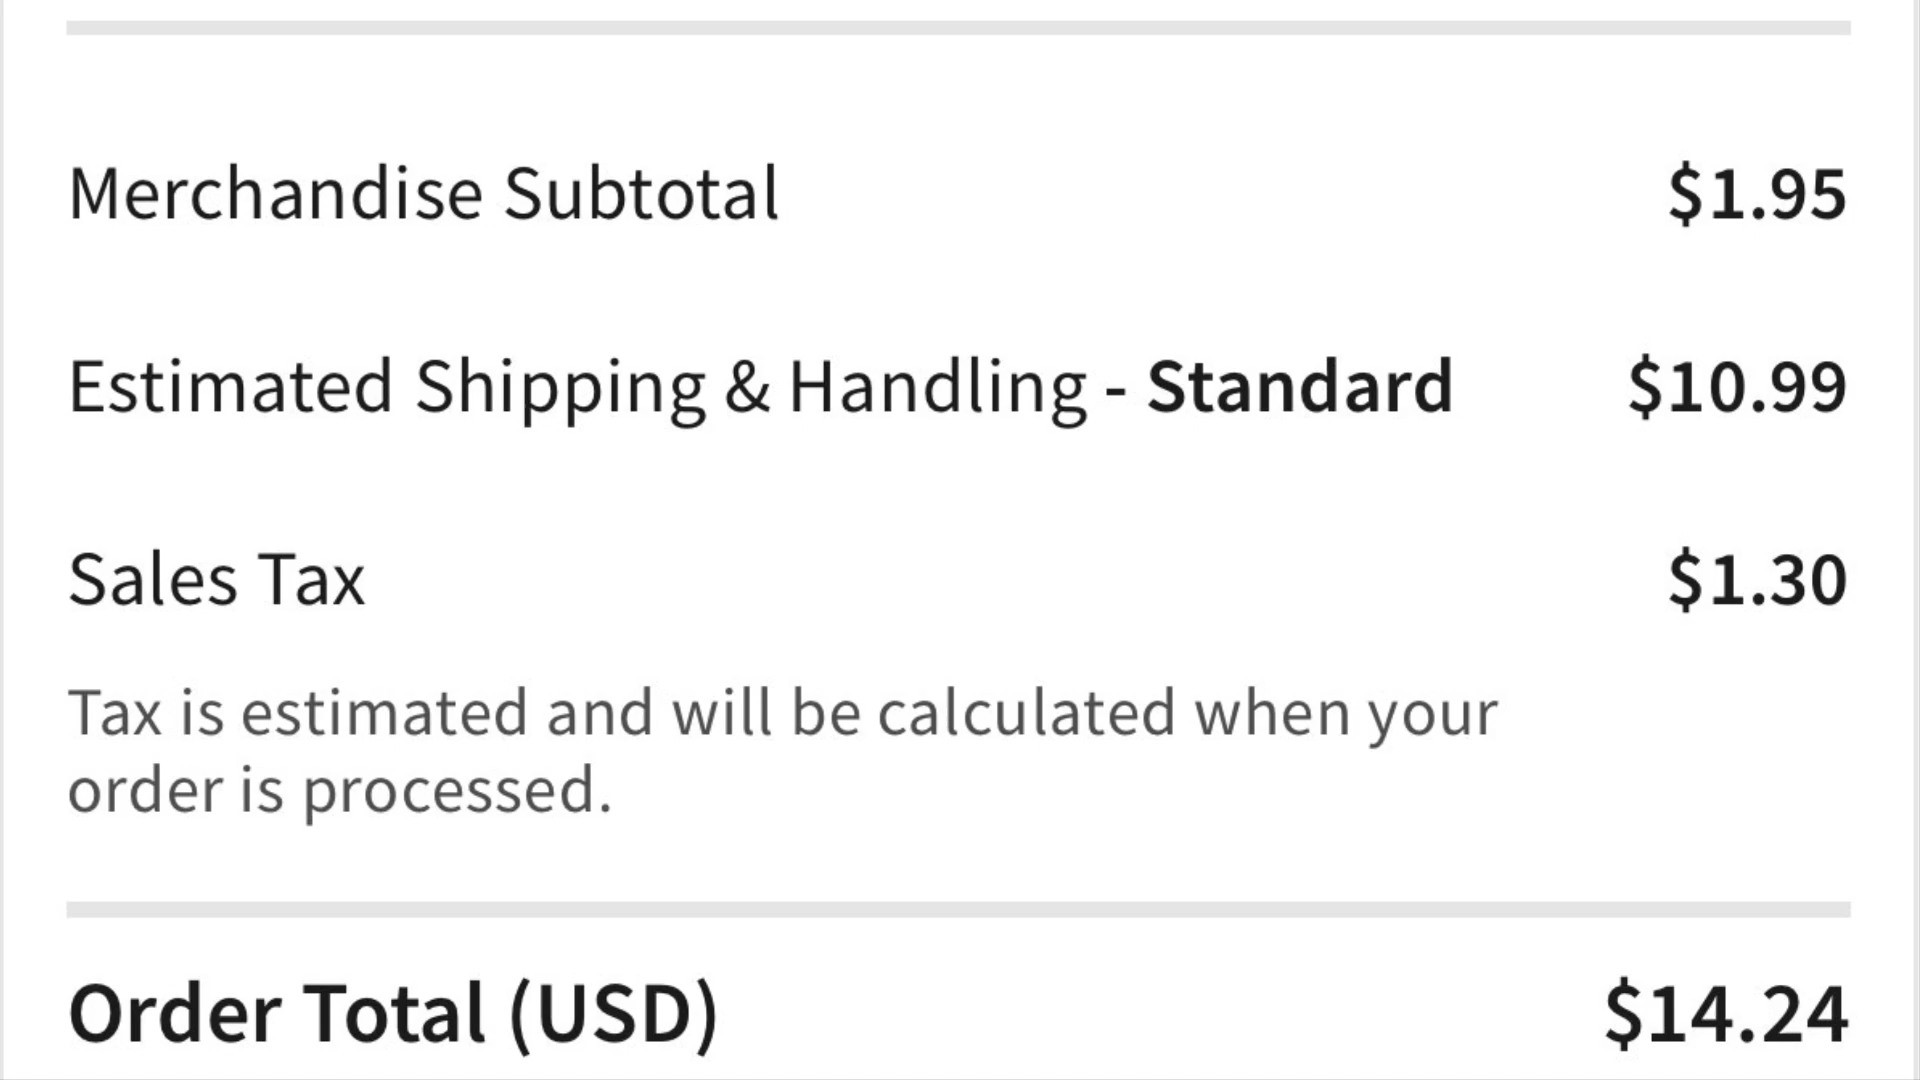 Merchandise Subtotal $1.95
Estimated Shipping & Handling - Standard $10.99
Sales Tax $1.30
Tax is estimated and will be calculated when your
order is processed.
Order Total (USD) $14.24